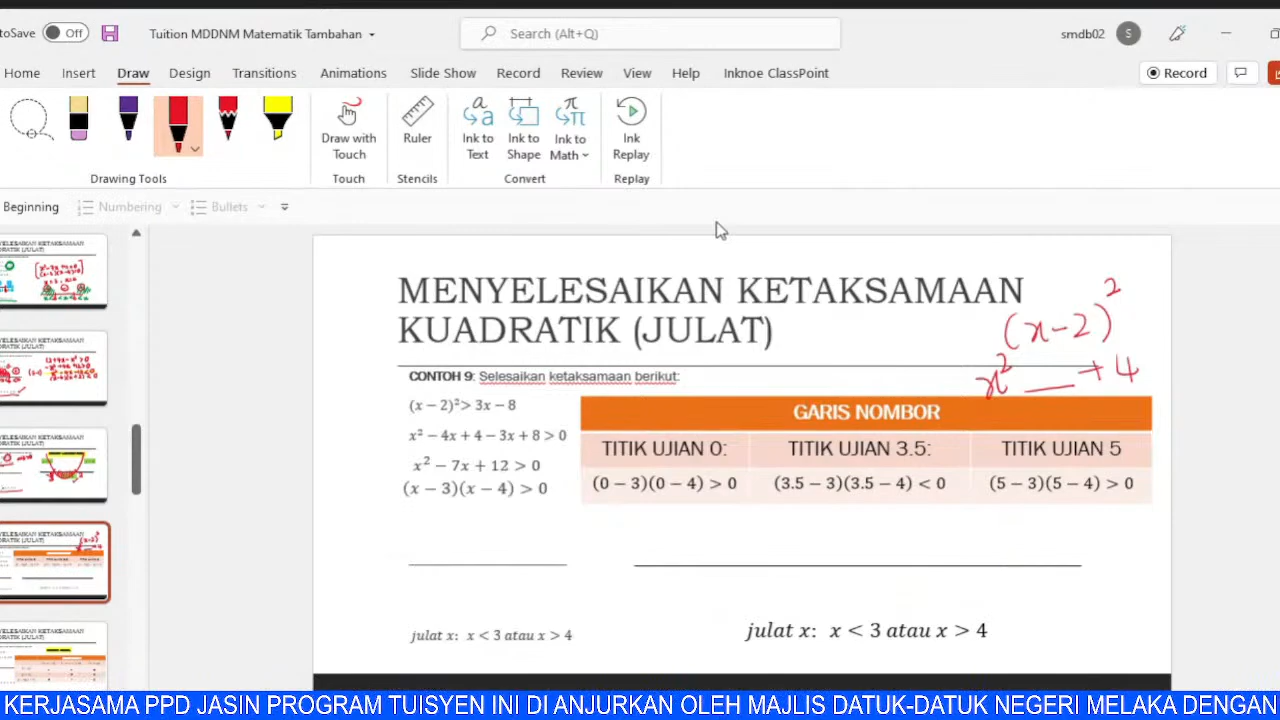 toSave Off Tuition MDDNM Matematik Tambahan Search (Alt+Q) smdb02 S
Home Insert Draw Design Transitions Animations Slide Show Record Review View Help Inknoe ClassPoint Record
Draw with Touch Ruler Ink to Text Ink to Shape Ink to Math Ink Replay
Drawing Tools Touch Stencils Convert Replay
Beginning Numbering Bullets
MENYELESAIKAN KETAKSAMAAN
KUADRATIK (JULAT)
(x-2)²
x² __ + 4
CONTOH 9: Selesaikan ketaksamaan berikut:
(x − 2)² > 3x − 8
x² − 4x + 4 − 3x + 8 > 0
x² − 7x + 12 > 0
(x − 3)(x − 4) > 0
GARIS NOMBOR
TITIK UJIAN 0: TITIK UJIAN 3.5: TITIK UJIAN 5
(0 − 3)(0 − 4) > 0 (3.5 − 3)(3.5 − 4) < 0 (5 − 3)(5 − 4) > 0
julat x: x < 3 atau x > 4
julat x: x < 3 atau x > 4
KERJASAMA PPD JASIN PROGRAM TUISYEN INI DI ANJURKAN OLEH MAJLIS DATUK-DATUK NEGERI MELAKA DENGAN